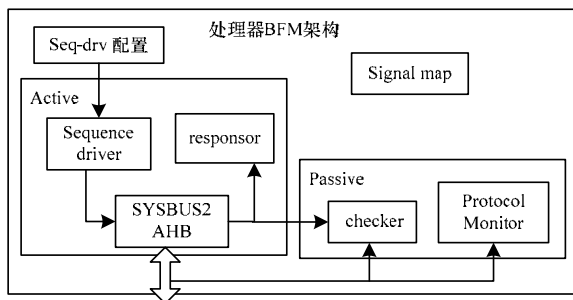 处理器BFM架构
Seq-drv 配置
Signal map
Active
Sequence
driver
responsor
SYSBUS2
AHB
Passive
checker
Protocol
Monitor